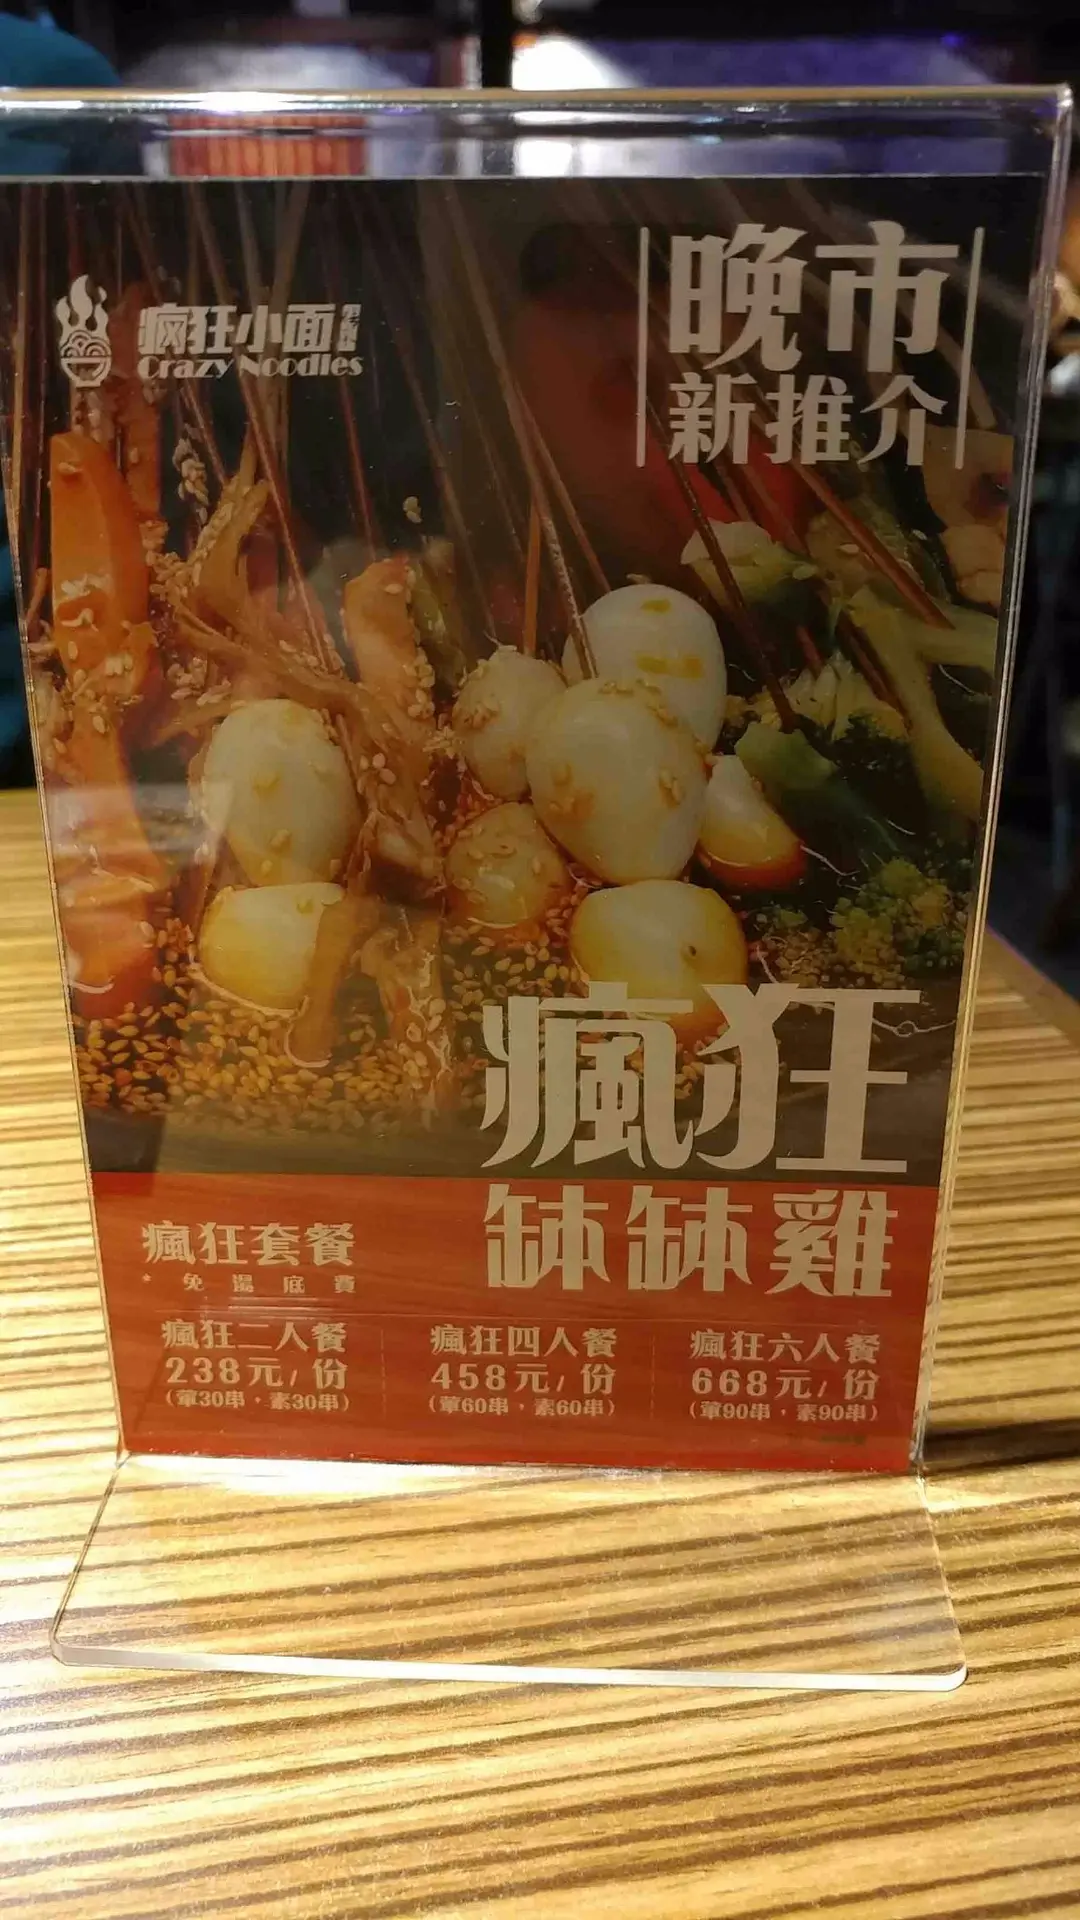 晚市
新推介
疯狂小面
Crazy Noodles
瘋狂
缽缽雞
瘋狂套餐
* 免湯底費
瘋狂二人餐
238元/份
(葷30串，素30串)
瘋狂四人餐
458元/份
(葷60串，素60串)
瘋狂六人餐
668元/份
(葷90串，素90串)